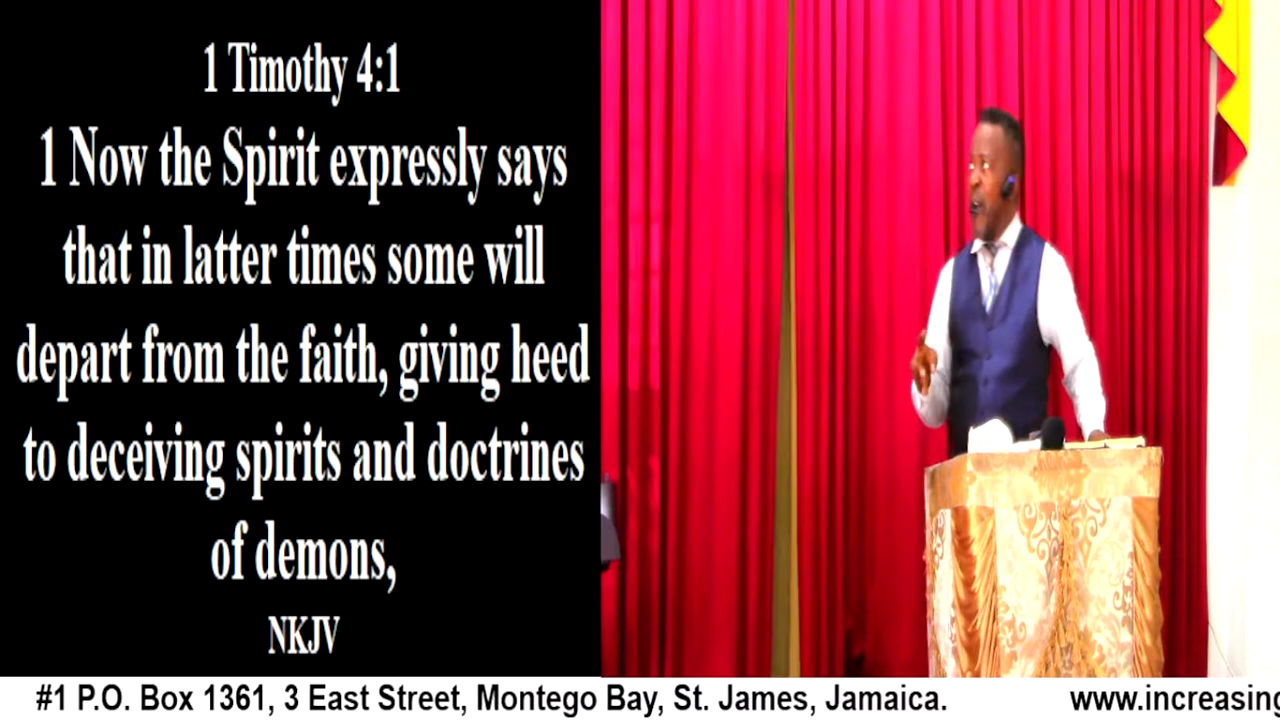 1 Timothy 4:1
1 Now the Spirit expressly says
that in latter times some will
depart from the faith, giving heed
to deceiving spirits and doctrines
of demons,
NKJV
#1 P.O. Box 1361, 3 East Street, Montego Bay, St. James, Jamaica. www.increasing